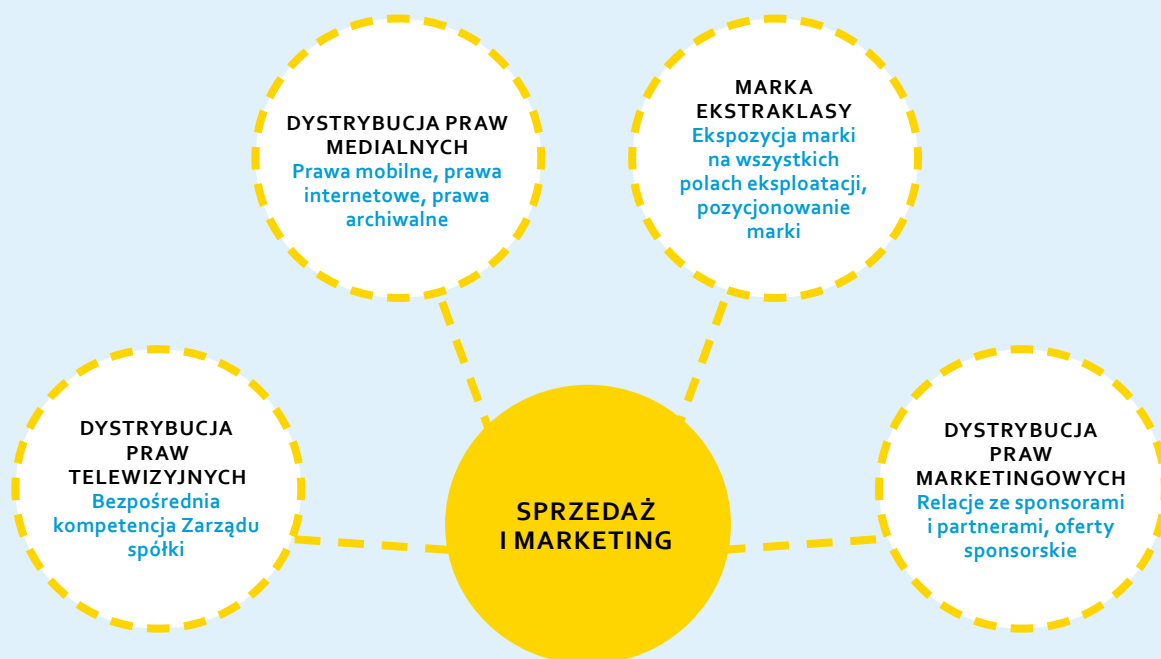 DYSTRYBUCJA PRAW
MEDIALNYCH
Prawa mobilne, prawa
internetowe, prawa
archiwalne
MARKA
EKSTRAKLASY
Ekspozycja marki
na wszystkich
polach eksploatacji,
pozycjonowanie
marki
DYSTRYBUCJA
PRAW
TELEWIZYJNYCH
Bezpośrednia
kompetencja Zarządu
spółki
SPRZEDAŻ
I MARKETING
DYSTRYBUCJA
PRAW
MARKETINGOWYCH
Relacje ze sponsorami
i partnerami, oferty
sponsorskie